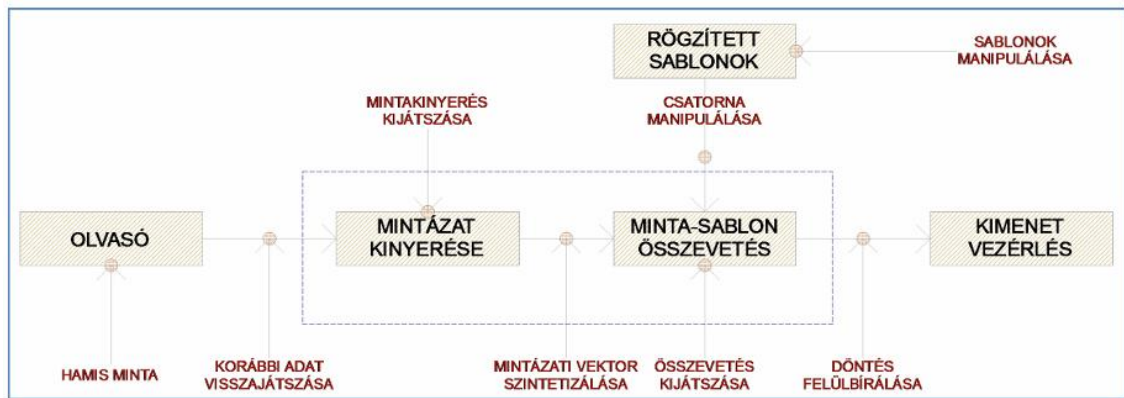 RÖGZÍTETT
SABLONOK
SABLONOK
MANIPULÁLÁSA
MINTAKINYERÉS
KIJÁTSZÁSA
CSATORNA
MANIPULÁLÁSA
OLVASÓ
MINTÁZAT
KINYERÉSE
MINTA-SABLON
ÖSSZEVETÉS
KIMENET
VEZÉRLÉS
HAMIS MINTA
KORÁBBI ADAT
VISSZAJÁTSZÁSA
MINTÁZATI VEKTOR
SZINTETIZÁLÁSA
ÖSSZEVETÉS
KIJÁTSZÁSA
DÖNTÉS
FELÜLBÍRÁLÁSA